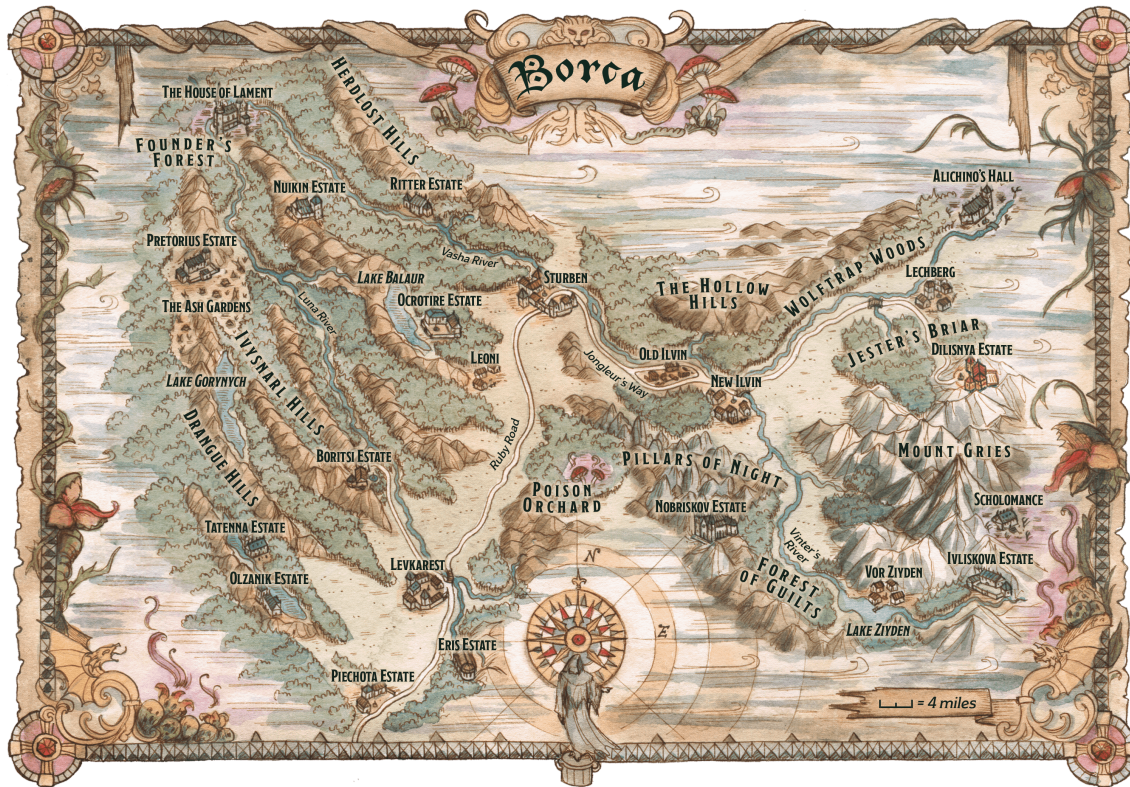 Borca
The House of Lament
Herdlost Hills
Founder's
Forest
Nuikin Estate
Ritter Estate
Alichino's Hall
Pretorius Estate
Vasha River
Lake Balaur
Sturben
The Hollow
Hills
Wolftrap Woods
Lechberg
The Ash Gardens
Luna River
Ocrotire Estate
Ivysnarl Hills
Leoni
Jongleur's Way
Old Ilvin
New Ilvin
Jester's Briar
Dilisnya Estate
Lake Gorynych
Drangue Hills
Boritsi Estate
Ruby Road
Poison
Orchard
Pillars of Night
Mount Gries
Nobriskov Estate
Scholomance
Tatenna Estate
Vinter's
River
Olzanik Estate
Levkarest
N
E
Forest
of Guilts
Vor Ziyden
Ivliskova Estate
Lake Ziyden
Eris Estate
Piechota Estate
= 4 miles